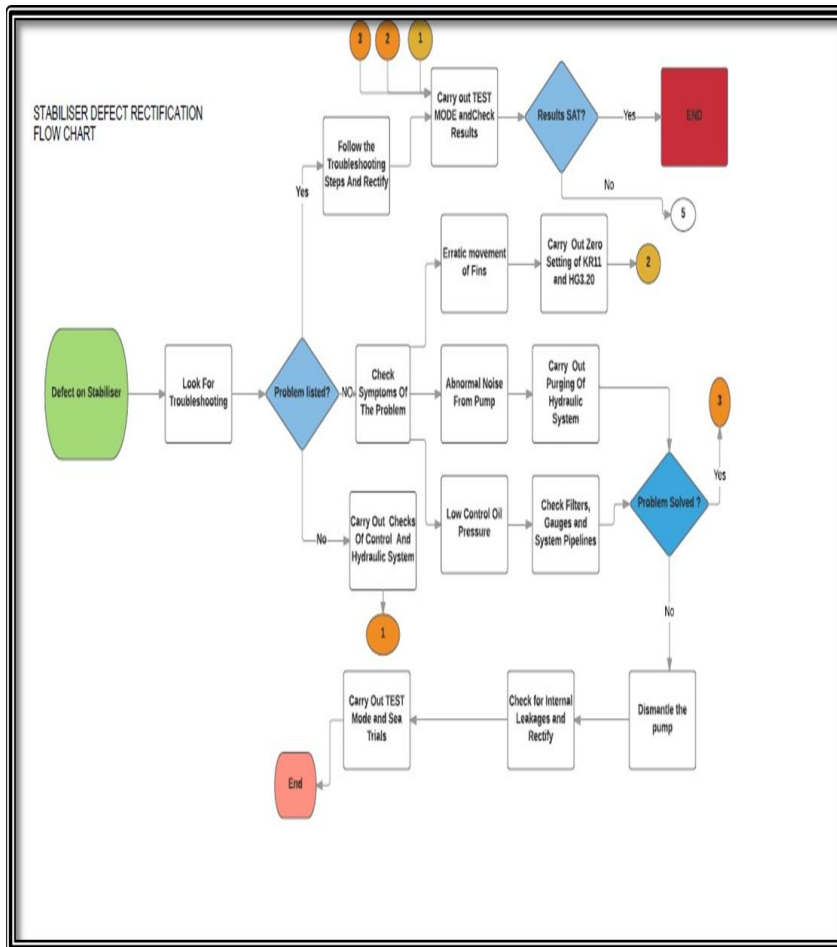 3
2
1
STABILISER DEFECT RECTIFICATION
FLOW CHART
Carry out TEST
MODE andCheck
Results
Results SAT?
Yes
END
No
5
Follow the
Troubleshooting
Steps And Rectify
Yes
Erratic movement
of Fins
Carry Out Zero
Setting of KR11
and HG3.20
2
Defect on Stabiliser
Look For
Troubleshooting
Problem listed?
NO
Check
Symptoms Of
The Problem
Abnormal Noise
From Pump
Carry Out
Purging Of
Hydraulic
System
3
Yes
Problem Solved ?
Low Control Oil
Pressure
Check Filters,
Gauges and
System Pipelines
No
Carry Out Checks
Of Control And
Hydraulic System
1
No
Dismantle the
pump
Check for Internal
Leakages and
Rectify
Carry Out TEST
Mode and Sea
Trials
End